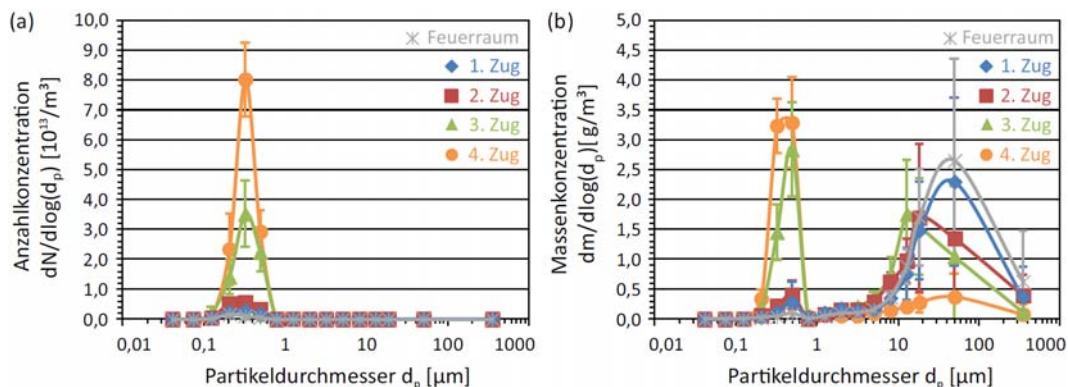 (a)
Anzahlkonzentration
dN/dlog(dp) [10¹³/m³]
10,0
9,0
8,0
7,0
6,0
5,0
4,0
3,0
2,0
1,0
0,0
Feuerraum
1. Zug
2. Zug
3. Zug
4. Zug
0,01 0,1 1 10 100 1000
Partikeldurchmesser dp [µm]
(b)
Massenkonzentration
dm/dlog(dp) [g/m³]
5,0
4,5
4,0
3,5
3,0
2,5
2,0
1,5
1,0
0,5
0,0
Feuerraum
1. Zug
2. Zug
3. Zug
4. Zug
0,01 0,1 1 10 100 1000
Partikeldurchmesser dp [µm]